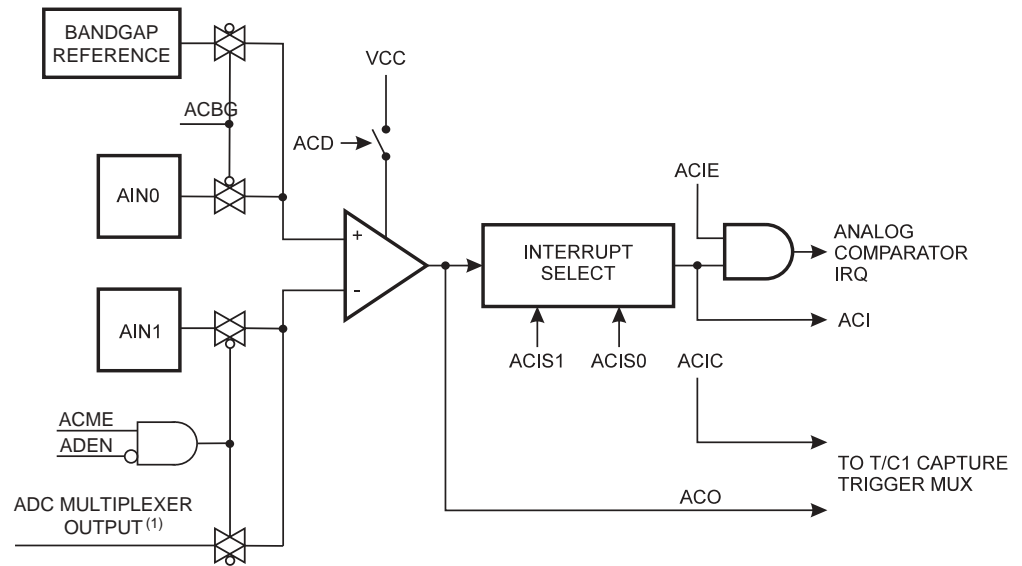 BANDGAP
REFERENCE
VCC
ACBG
ACD
AIN0
ACIE
+
-
INTERRUPT
SELECT
ANALOG
COMPARATOR
IRQ
AIN1
ACI
ACIS1
ACIS0
ACIC
ACME
ADEN
TO T/C1 CAPTURE
TRIGGER MUX
ADC MULTIPLEXER
OUTPUT (1)
ACO